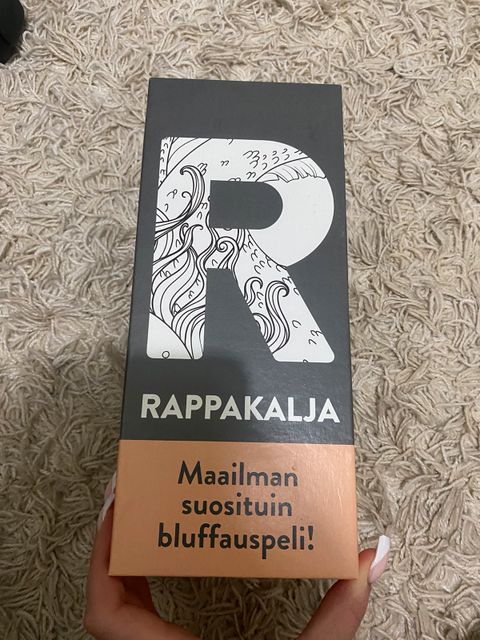 R
RAPPAKALJA
Maailman
suosituin
bluffauspeli!